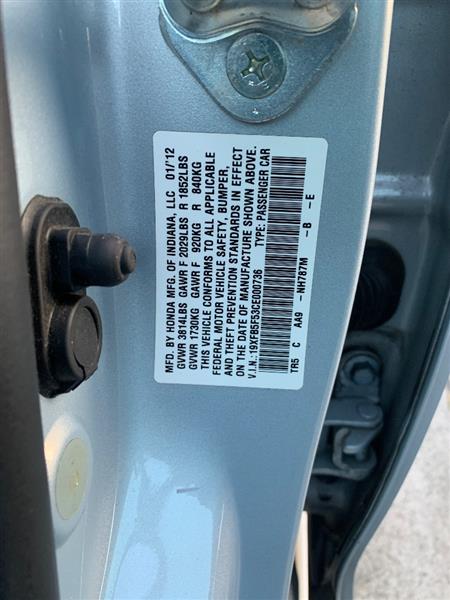 MFD. BY HONDA MFG. OF INDIANA, LLC 01/12
GVWR 3814LBS GAWR F 2029LBS R 1852LBS
GVWR 1730KG GAWR F 920KG R 840KG
THIS VEHICLE CONFORMS TO ALL APPLICABLE
FEDERAL MOTOR VEHICLE SAFETY, BUMPER,
AND THEFT PREVENTION STANDARDS IN EFFECT
ON THE DATE OF MANUFACTURE SHOWN ABOVE.
V.I.N.: 19XFB5F53CE000736 TYPE: PASSENGER CAR
TR5 C AA9 - NH787M - B - E